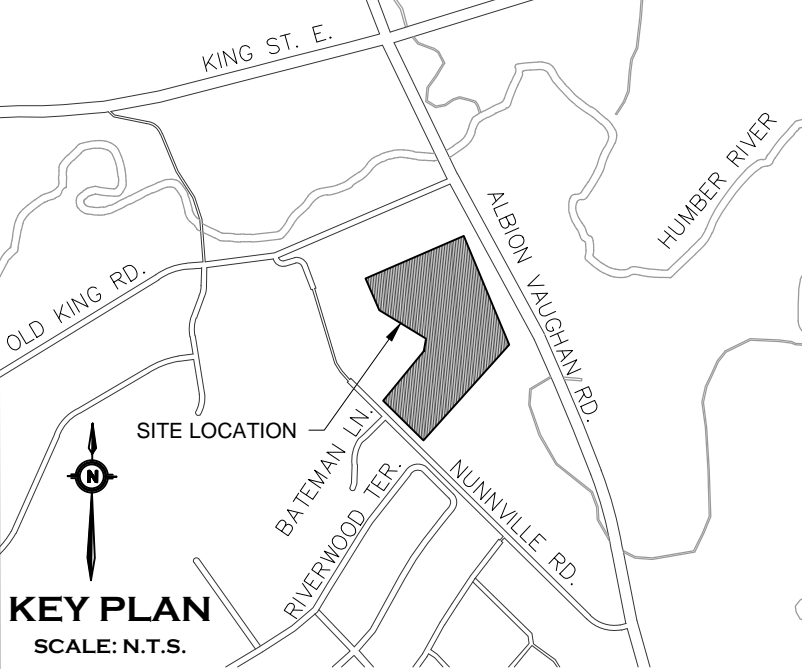 KING ST. E.
HUMBER RIVER
ALBION VAUGHAN RD.
OLD KING RD.
SITE LOCATION
BATEMAN LN.
RIVERWOOD TER.
NUNNVILLE RD.
N
KEY PLAN
SCALE: N.T.S.